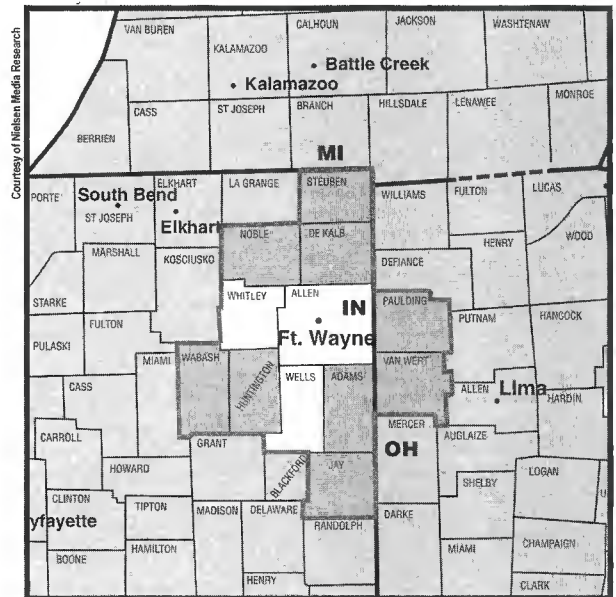 Courtesy of Nielsen Media Research
VAN BUREN
CALHOUN
JACKSON
WASHTENAW
KALAMAZOO
Battle Creek
Kalamazoo
CASS
ST JOSEPH
BRANCH
HILLSDALE
LENAWEE
MONROE
BERRIEN
MI
PORTE
South Bend
ST JOSEPH
ELKHART
Elkhart
LA GRANGE
STEUBEN
WILLIAMS
FULTON
LUCAS
WOOD
NOBLE
DE KALB
HENRY
MARSHALL
KOSCIUSKO
DEFIANCE
STARKE
WHITLEY
ALLEN
IN
Ft. Wayne
PAULDING
PUTNAM
HANCOCK
FULTON
PULASKI
MIAMI
WABASH
HUNTINGTON
WELLS
ADAMS
VAN WERT
ALLEN
Lima
HARDIN
CASS
MERCER
AUGLAIZE
CARROLL
GRANT
OH
HOWARD
BLACKFORD
JAY
SHELBY
LOGAN
U
CLINTON
yfayette
TIPTON
MADISON
DELAWARE
RANDOLPH
DARKE
MIAMI
CHAMPAIGN
BOONE
HAMILTON
HENRY
CLARK